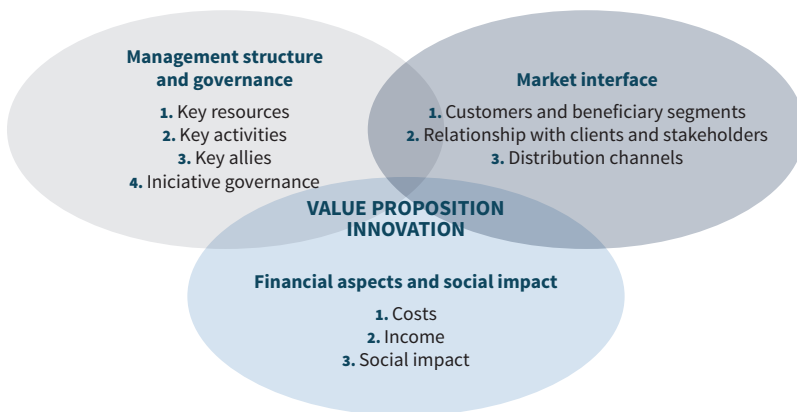 Management structure
and governance
1. Key resources
2. Key activities
3. Key allies
4. Iniciative governance
Market interface
1. Customers and beneficiary segments
2. Relationship with clients and stakeholders
3. Distribution channels
VALUE PROPOSITION
INNOVATION
Financial aspects and social impact
1. Costs
2. Income
3. Social impact